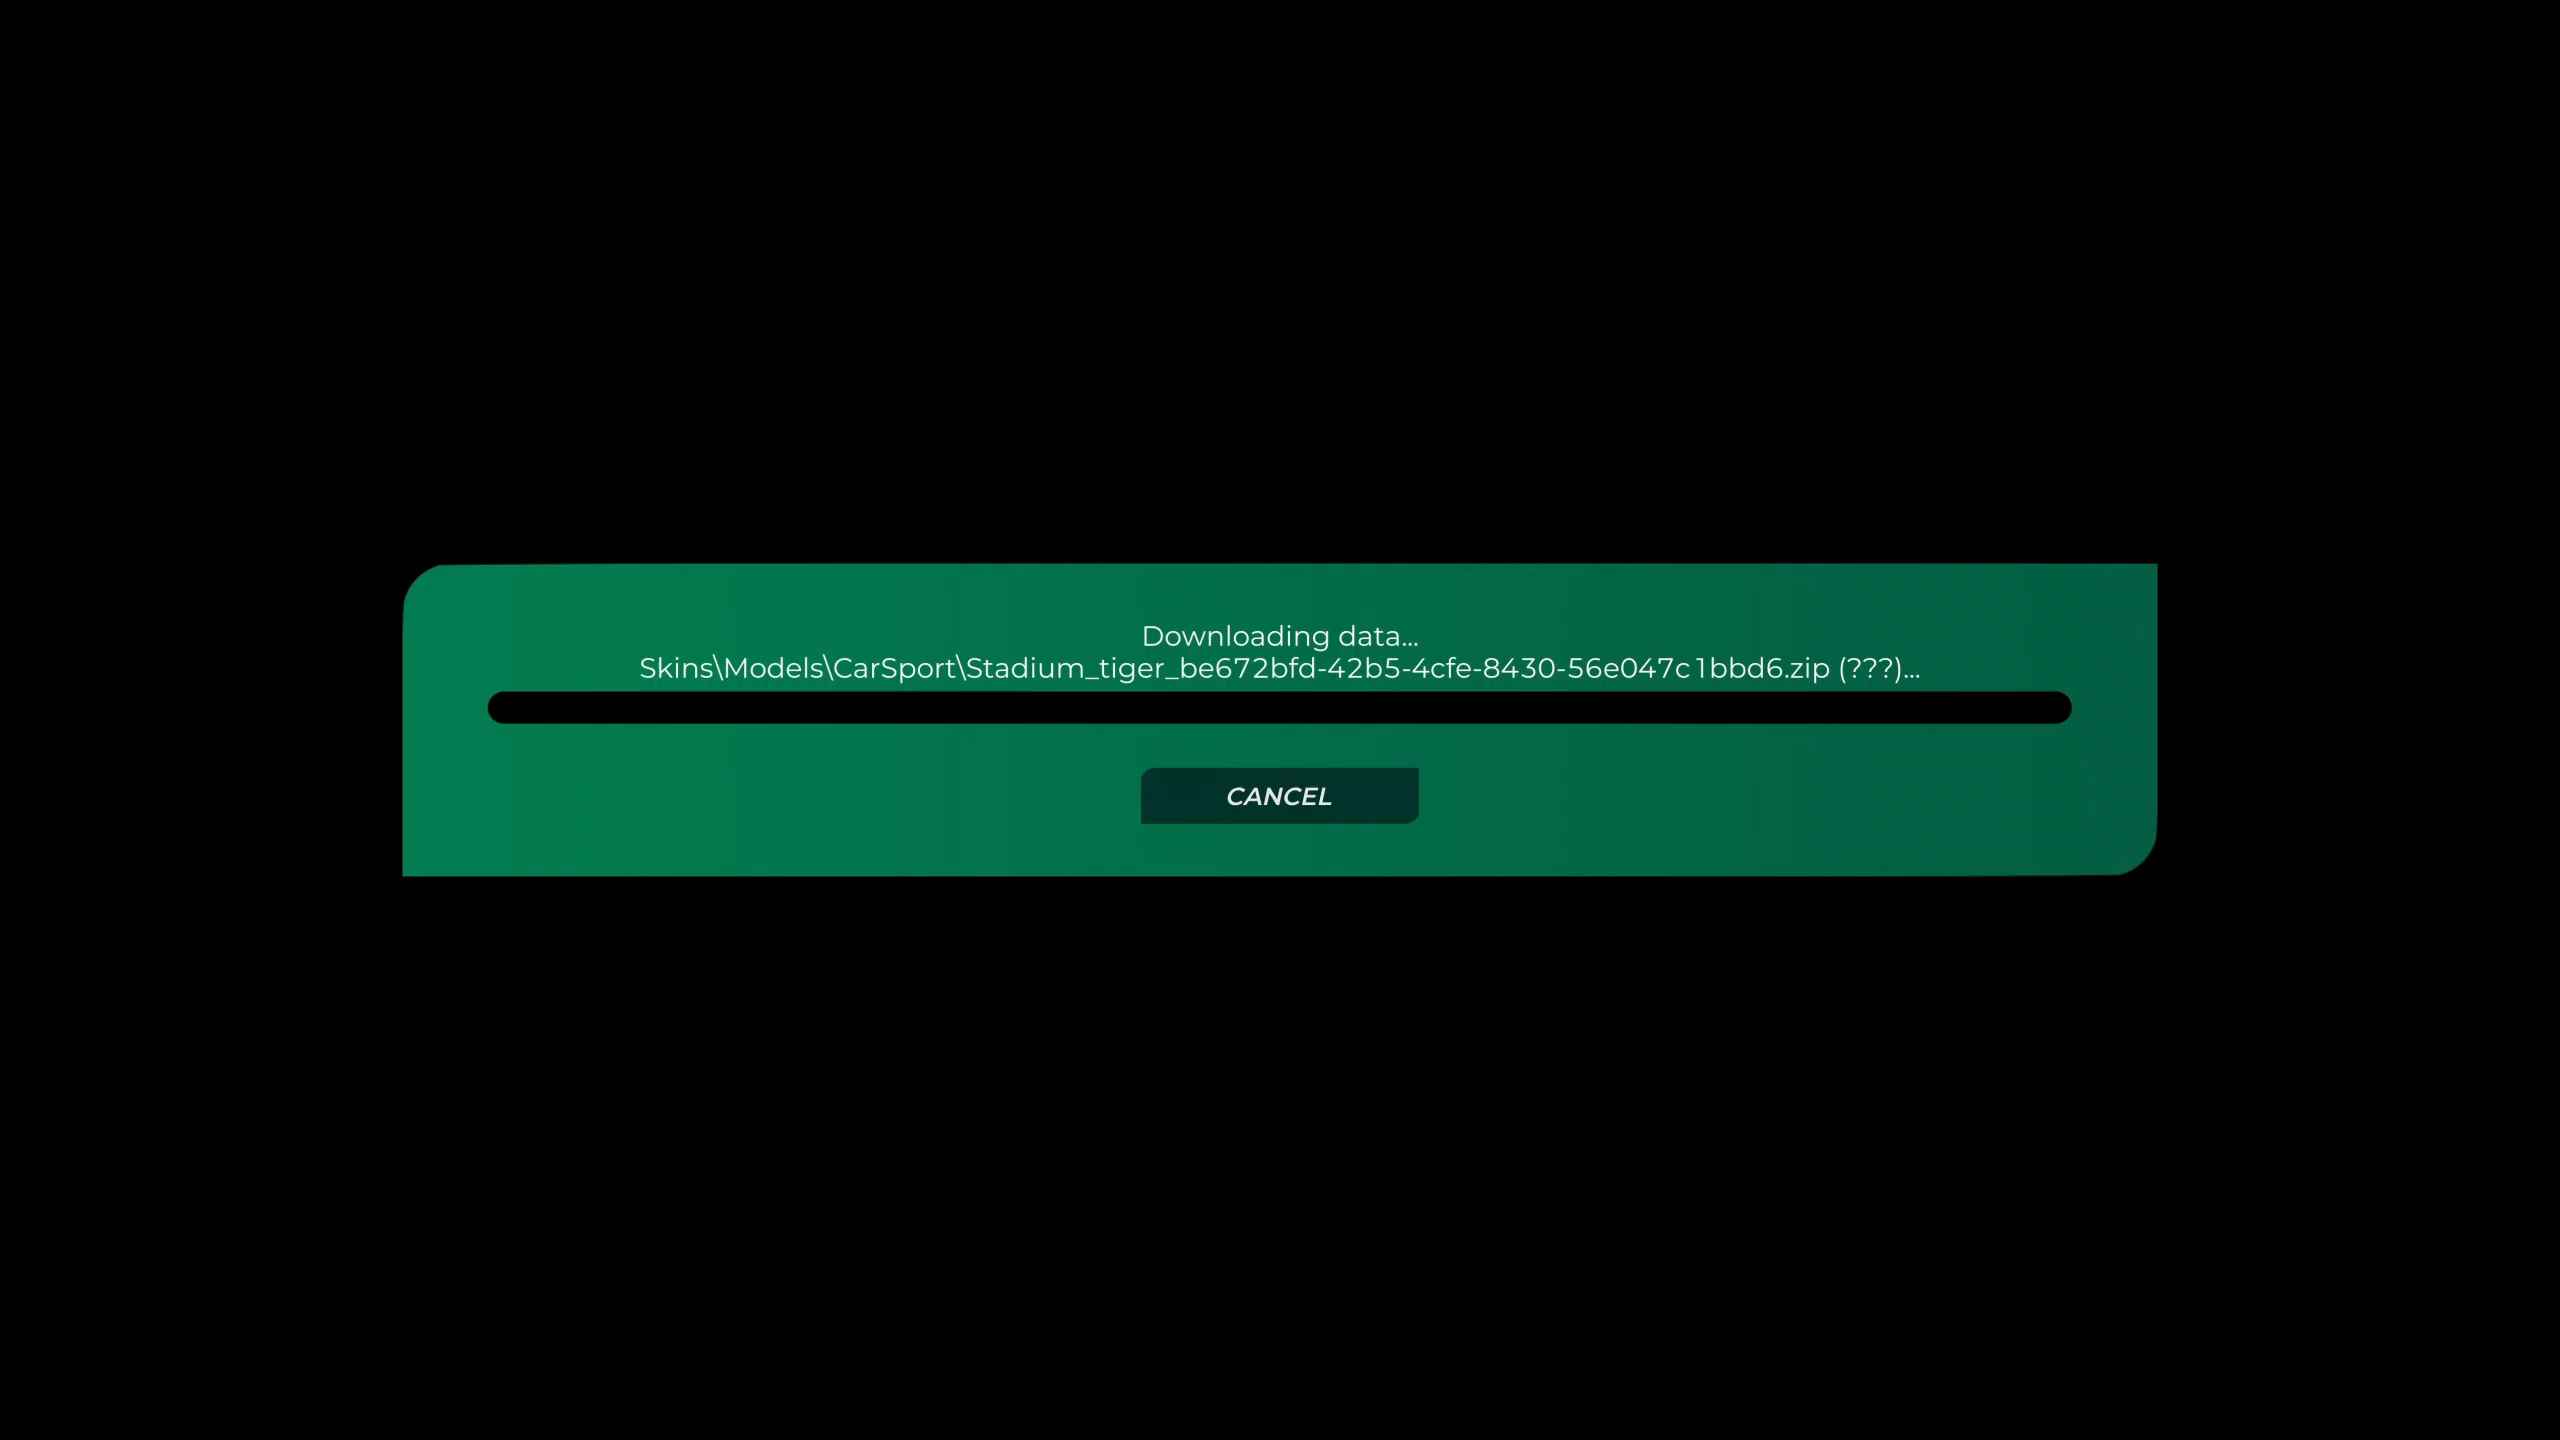 Downloading data...
Skins\Models\CarSport\Stadium_tiger_be672bfd-42b5-4cfe-8430-56e047c1bbd6.zip (???)...
CANCEL